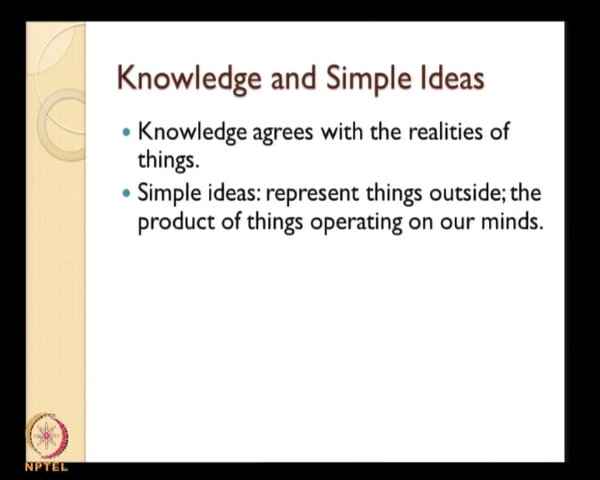 Knowledge and Simple Ideas
• Knowledge agrees with the realities of
things.
• Simple ideas: represent things outside; the
product of things operating on our minds.
NPTEL